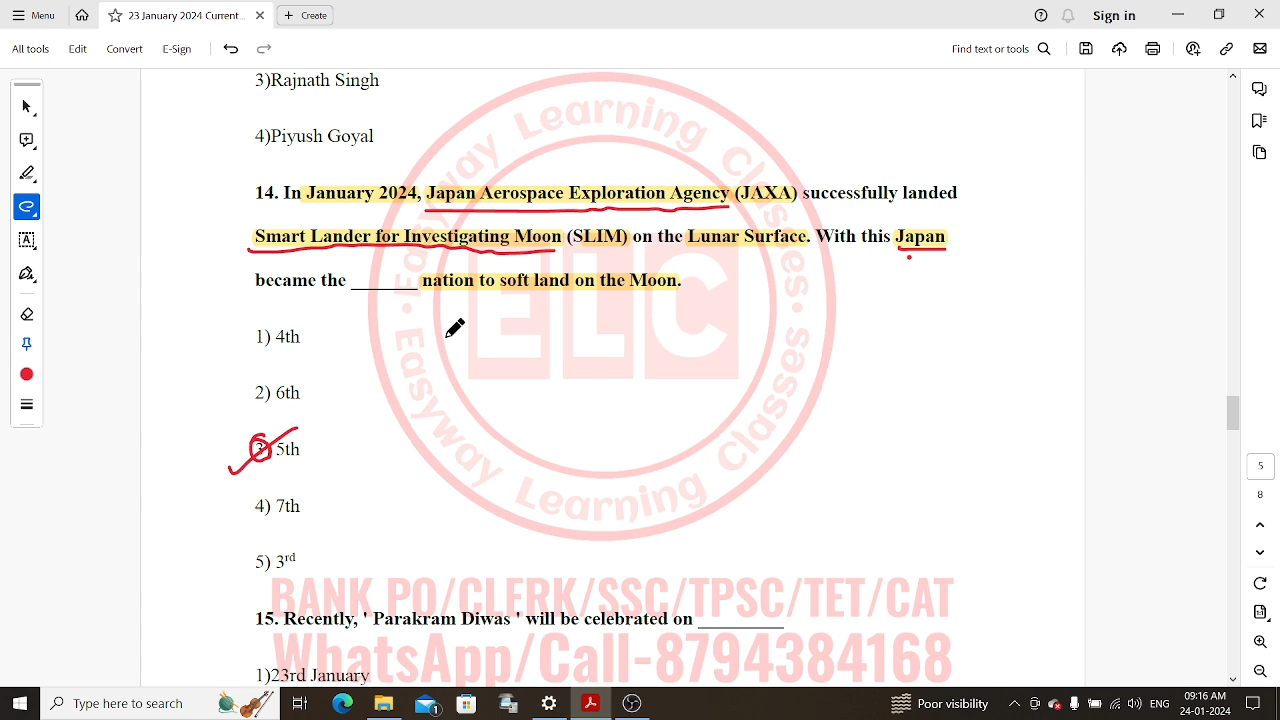 Menu
23 January 2024 Current...
Create
Sign in
All tools
Edit
Convert
E-Sign
Find text or tools
3)Rajnath Singh
4)Piyush Goyal
14. In January 2024, Japan Aerospace Exploration Agency (JAXA) successfully landed
Smart Lander for Investigating Moon (SLIM) on the Lunar Surface. With this Japan
became the _______ nation to soft land on the Moon.
1) 4th
2) 6th
3) 5th
4) 7th
5) 3rd
15. Recently, ' Parakram Diwas ' will be celebrated on _________
1)23rd January
Easyway Learning Classes
Easyway Learning Classes
ELC
BANK PO/CLERK/SSC/TPSC/TET/CAT
WhatsApp/Call-8794384168
5
8
Type here to search
1
Poor visibility
ENG
09:16 AM
24-01-2024